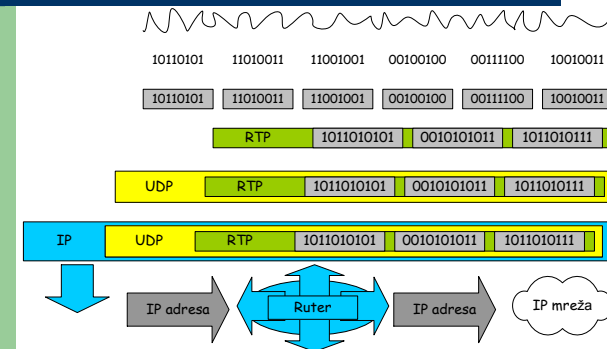 10110101 11010011 11001001 00100100 00111100 10010011
10110101 11010011 11001001 00100100 00111100 10010011
RTP 1011010101 0010101011 1011010111
UDP RTP 1011010101 0010101011 1011010111
IP UDP RTP 1011010101 0010101011 1011010111
IP adresa Ruter IP adresa IP mreža